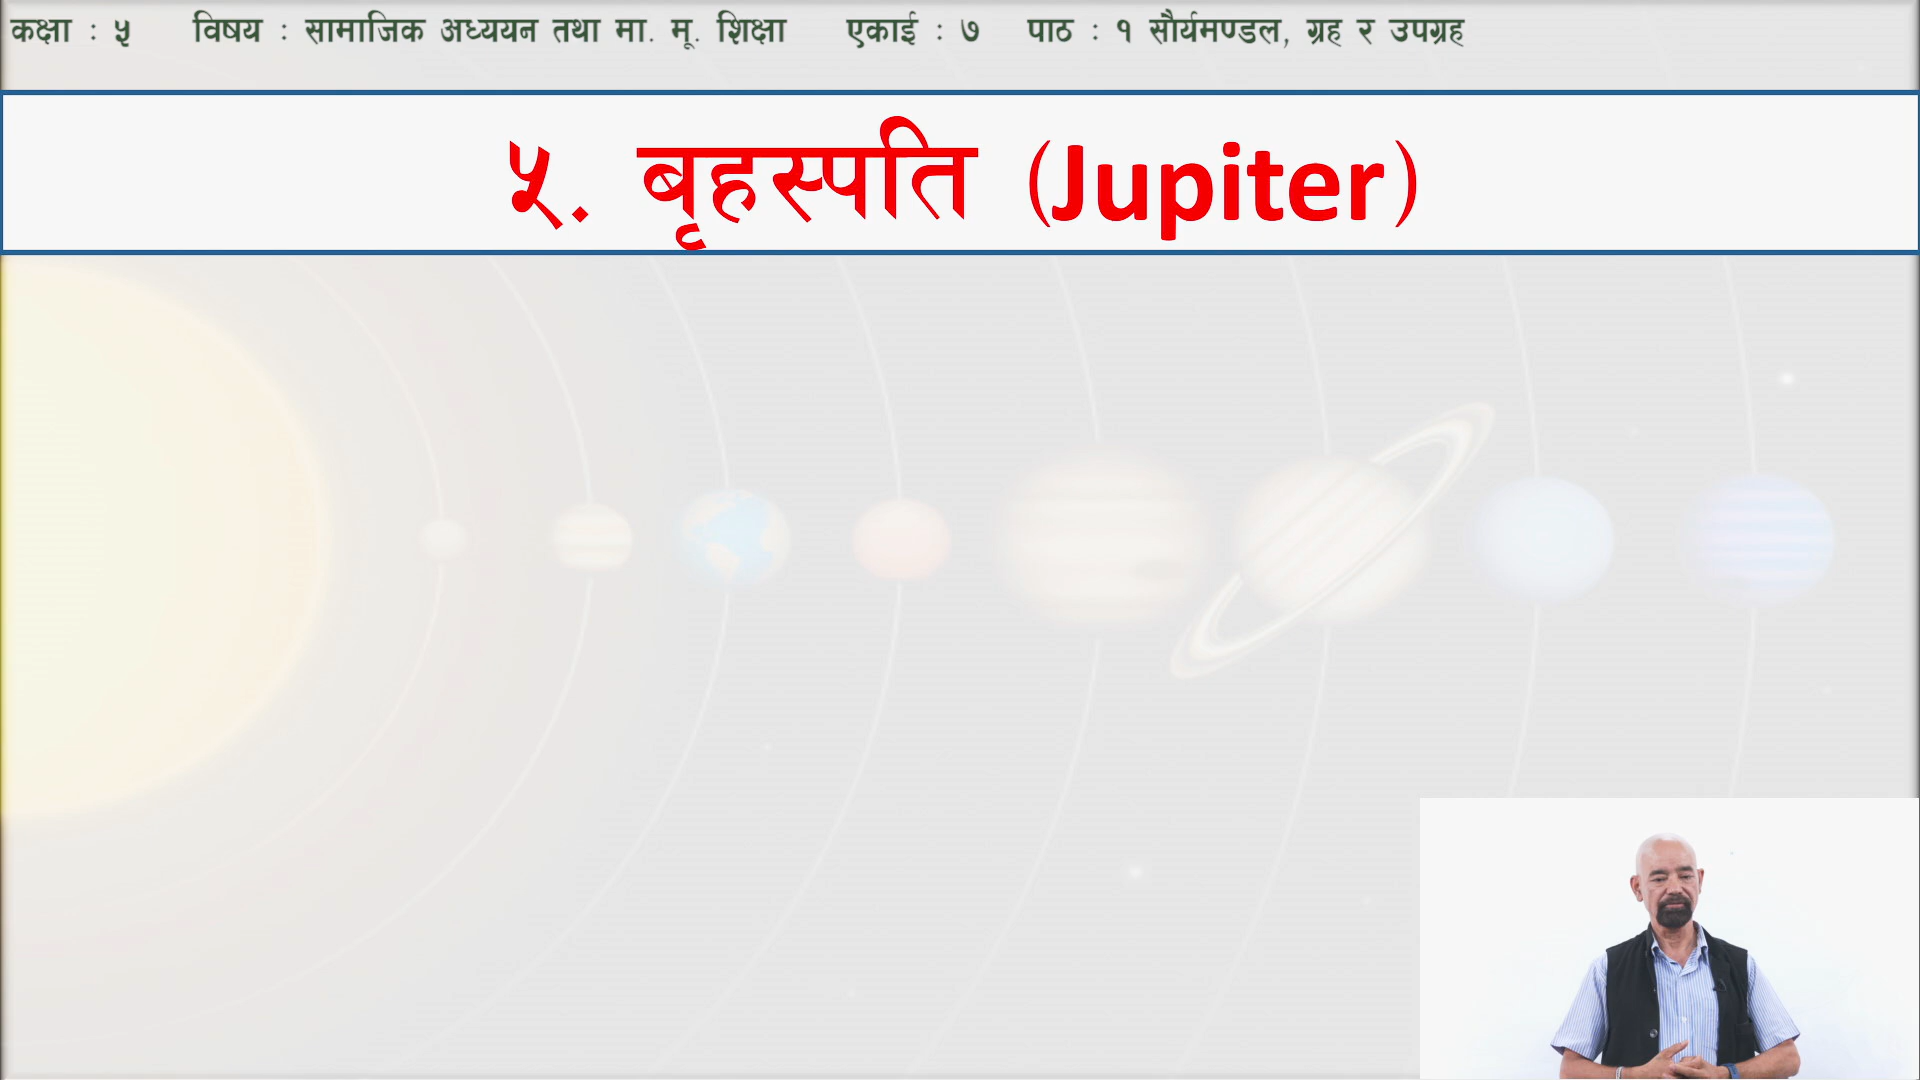 कक्षा : ५ विषय : सामाजिक अध्ययन तथा मा. मू. शिक्षा एकाई : ७ पाठ : १ सौर्यमण्डल, ग्रह र उपग्रह
५. बृहस्पति (Jupiter)